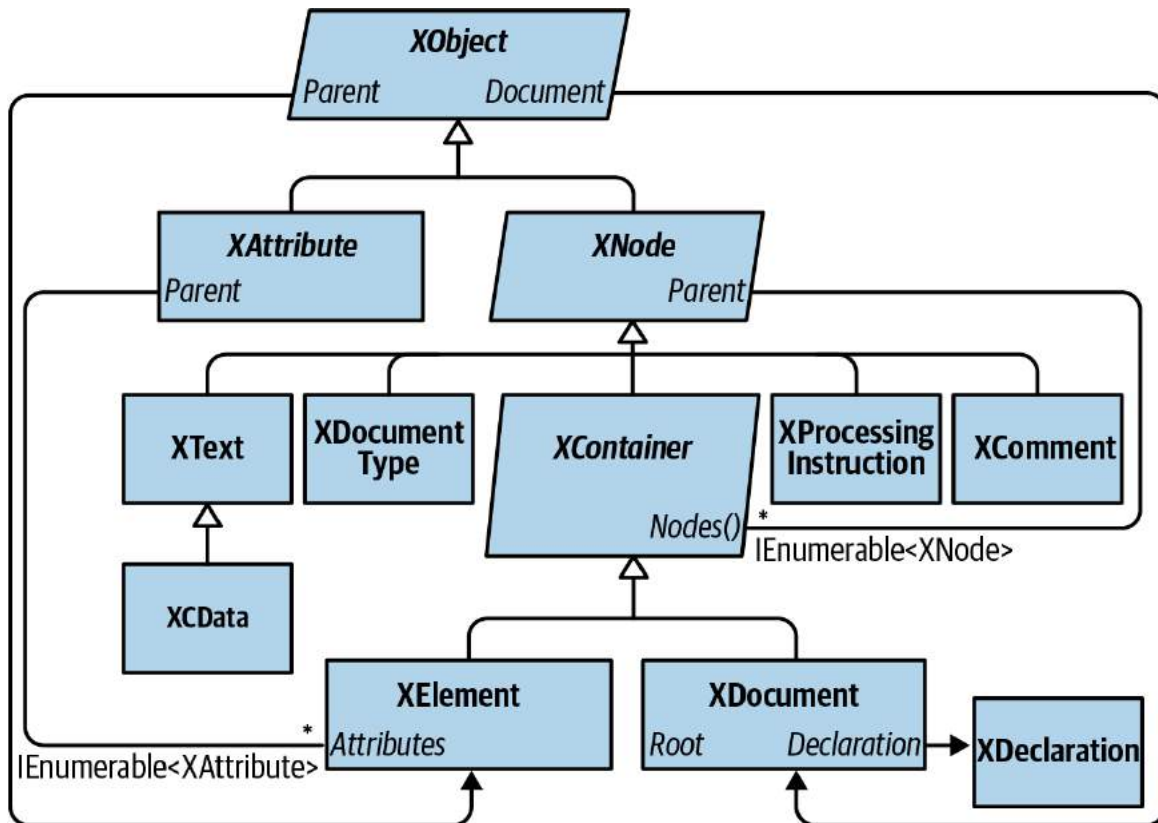 XObject
Parent Document
XAttribute
Parent
XNode
Parent
XText
XDocument
Type
XContainer
Nodes()
XProcessing
Instruction
XComment
*
IEnumerable<XNode>
XCData
XElement
Attributes
*
IEnumerable<XAttribute>
XDocument
Root Declaration
XDeclaration